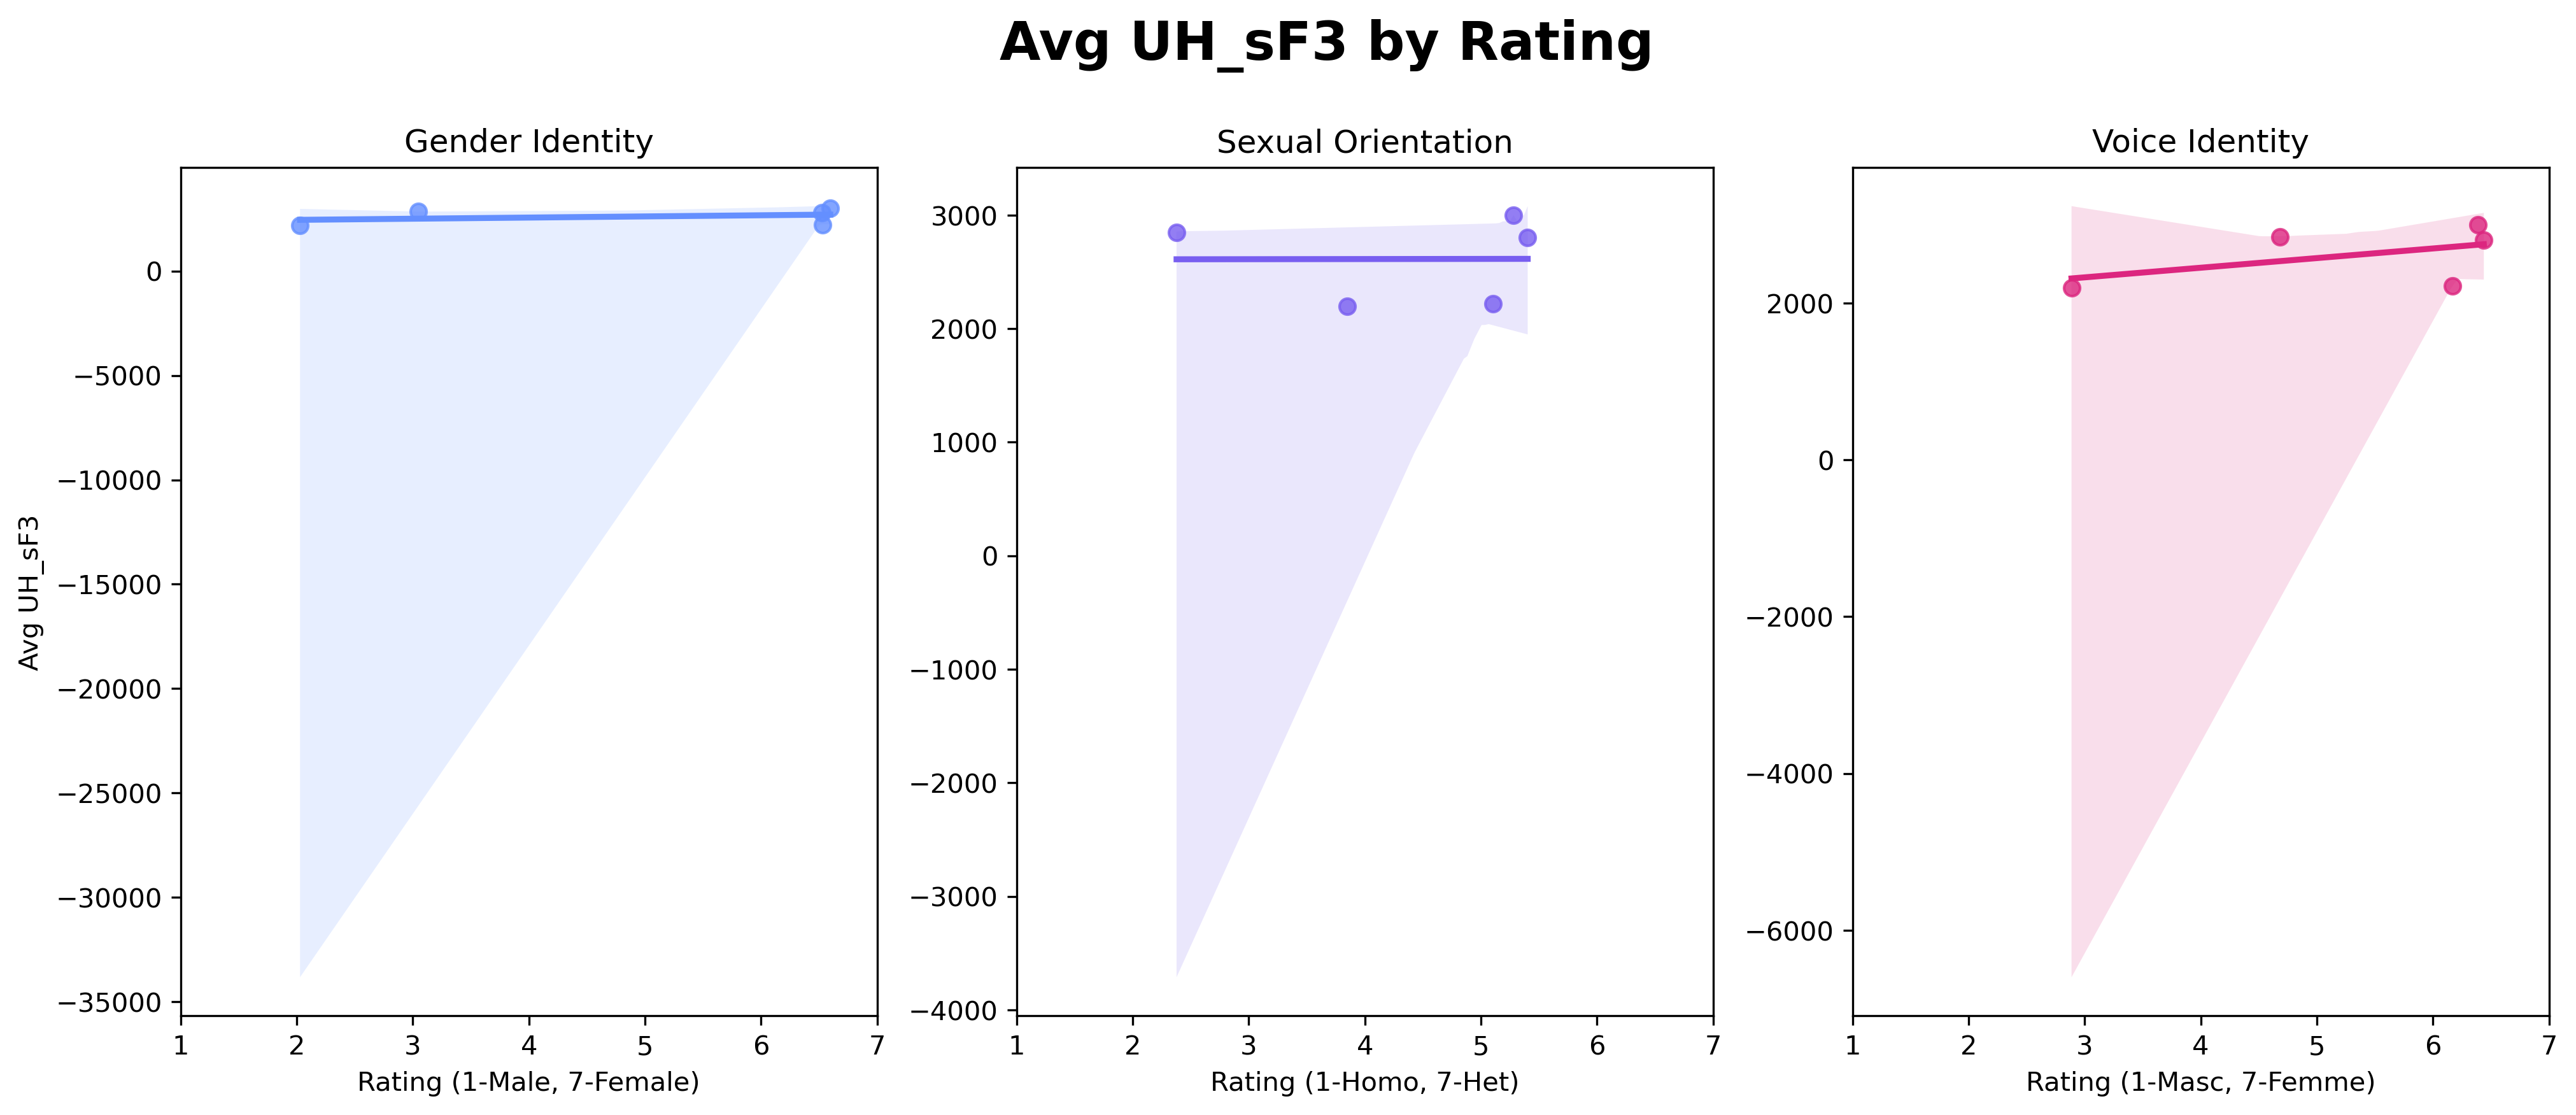 Avg UH_sF3 by Rating
Gender Identity
Avg UH_sF3
0
−5000
−10000
−15000
−20000
−25000
−30000
−35000
1 2 3 4 5 6 7
Rating (1-Male, 7-Female)
Sexual Orientation
3000
2000
1000
0
−1000
−2000
−3000
−4000
1 2 3 4 5 6 7
Rating (1-Homo, 7-Het)
Voice Identity
2000
0
−2000
−4000
−6000
1 2 3 4 5 6 7
Rating (1-Masc, 7-Femme)